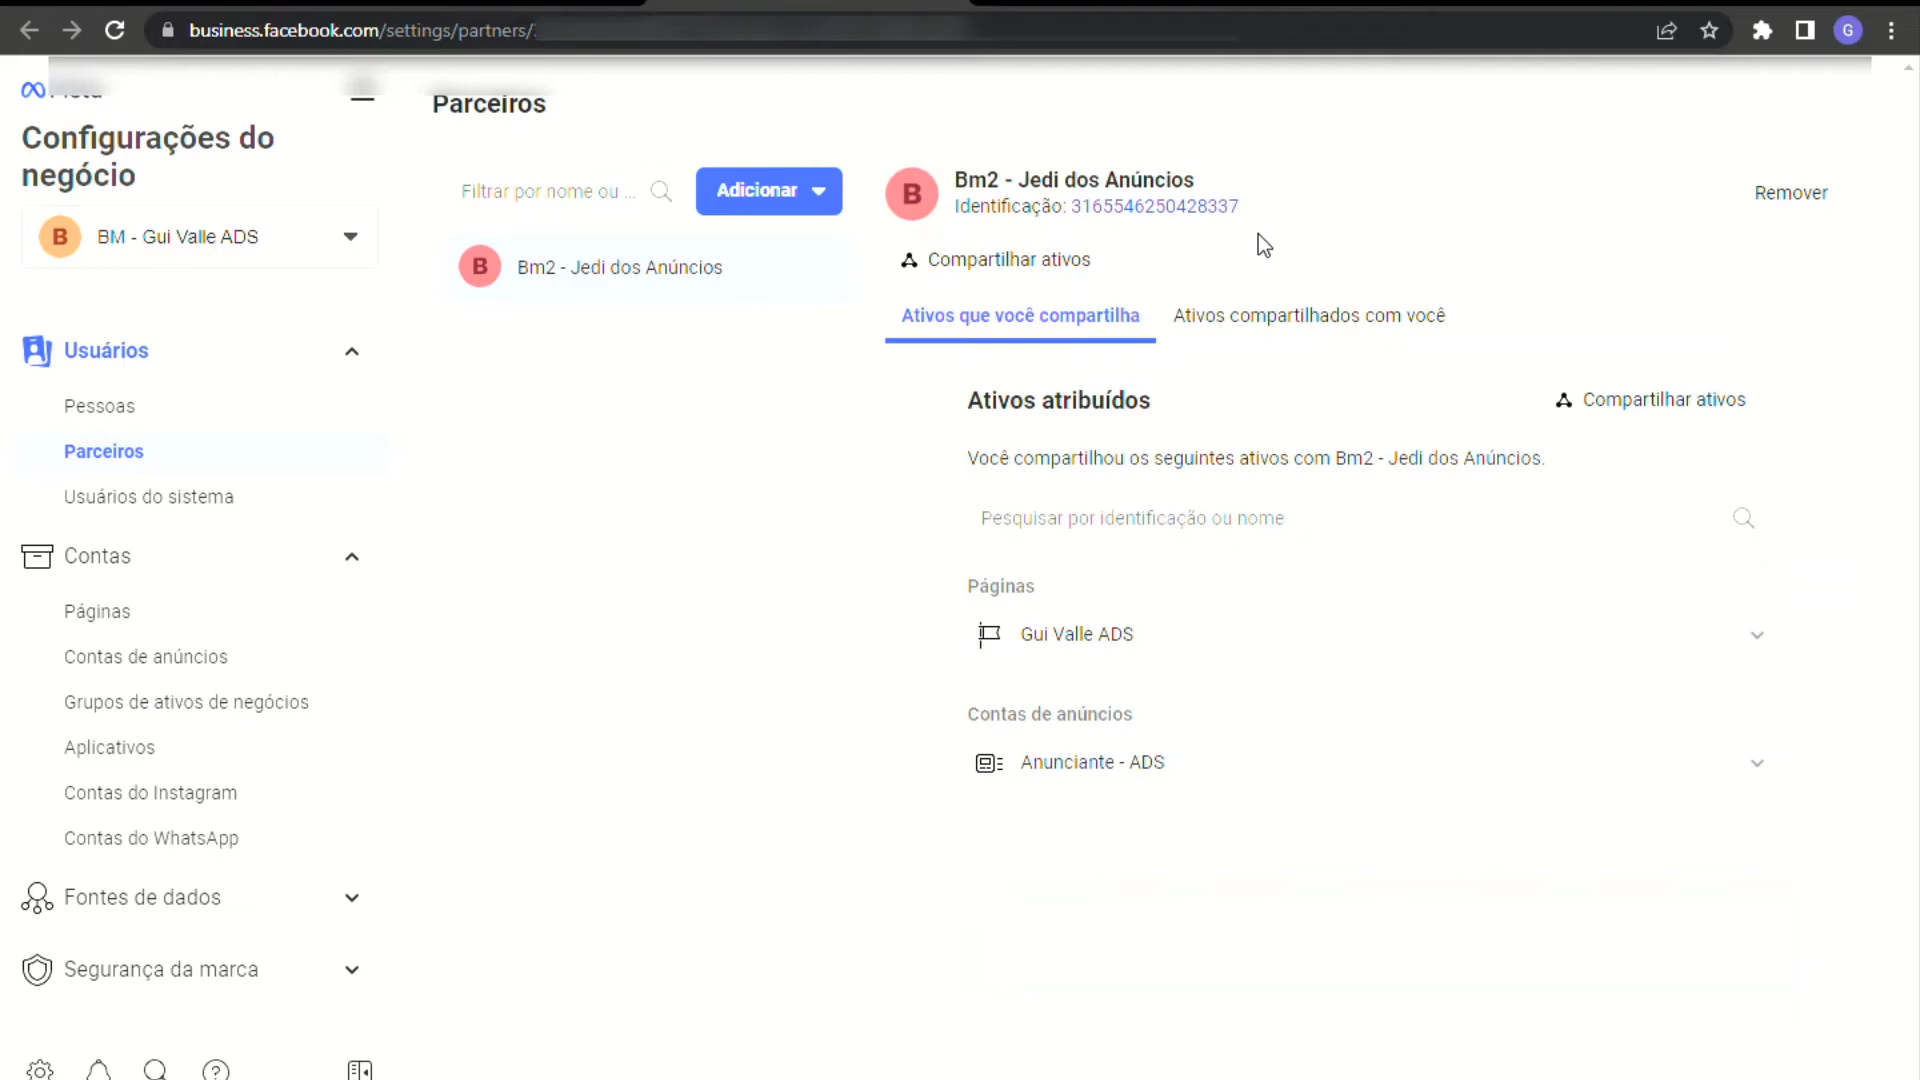 business.facebook.com/settings/partners/
G
Configurações do
negócio
B BM - Gui Valle ADS
Usuários
Pessoas
Parceiros
Usuários do sistema
Contas
Páginas
Contas de anúncios
Grupos de ativos de negócios
Aplicativos
Contas do Instagram
Contas do WhatsApp
Fontes de dados
Segurança da marca
Parceiros
Filtrar por nome ou ...
Adicionar
B Bm2 - Jedi dos Anúncios
B
Bm2 - Jedi dos Anúncios
Identificação: 3165546250428337
Remover
Compartilhar ativos
Ativos que você compartilha Ativos compartilhados com você
Ativos atribuídos
Compartilhar ativos
Você compartilhou os seguintes ativos com Bm2 - Jedi dos Anúncios.
Pesquisar por identificação ou nome
Páginas
Gui Valle ADS
Contas de anúncios
Anunciante - ADS